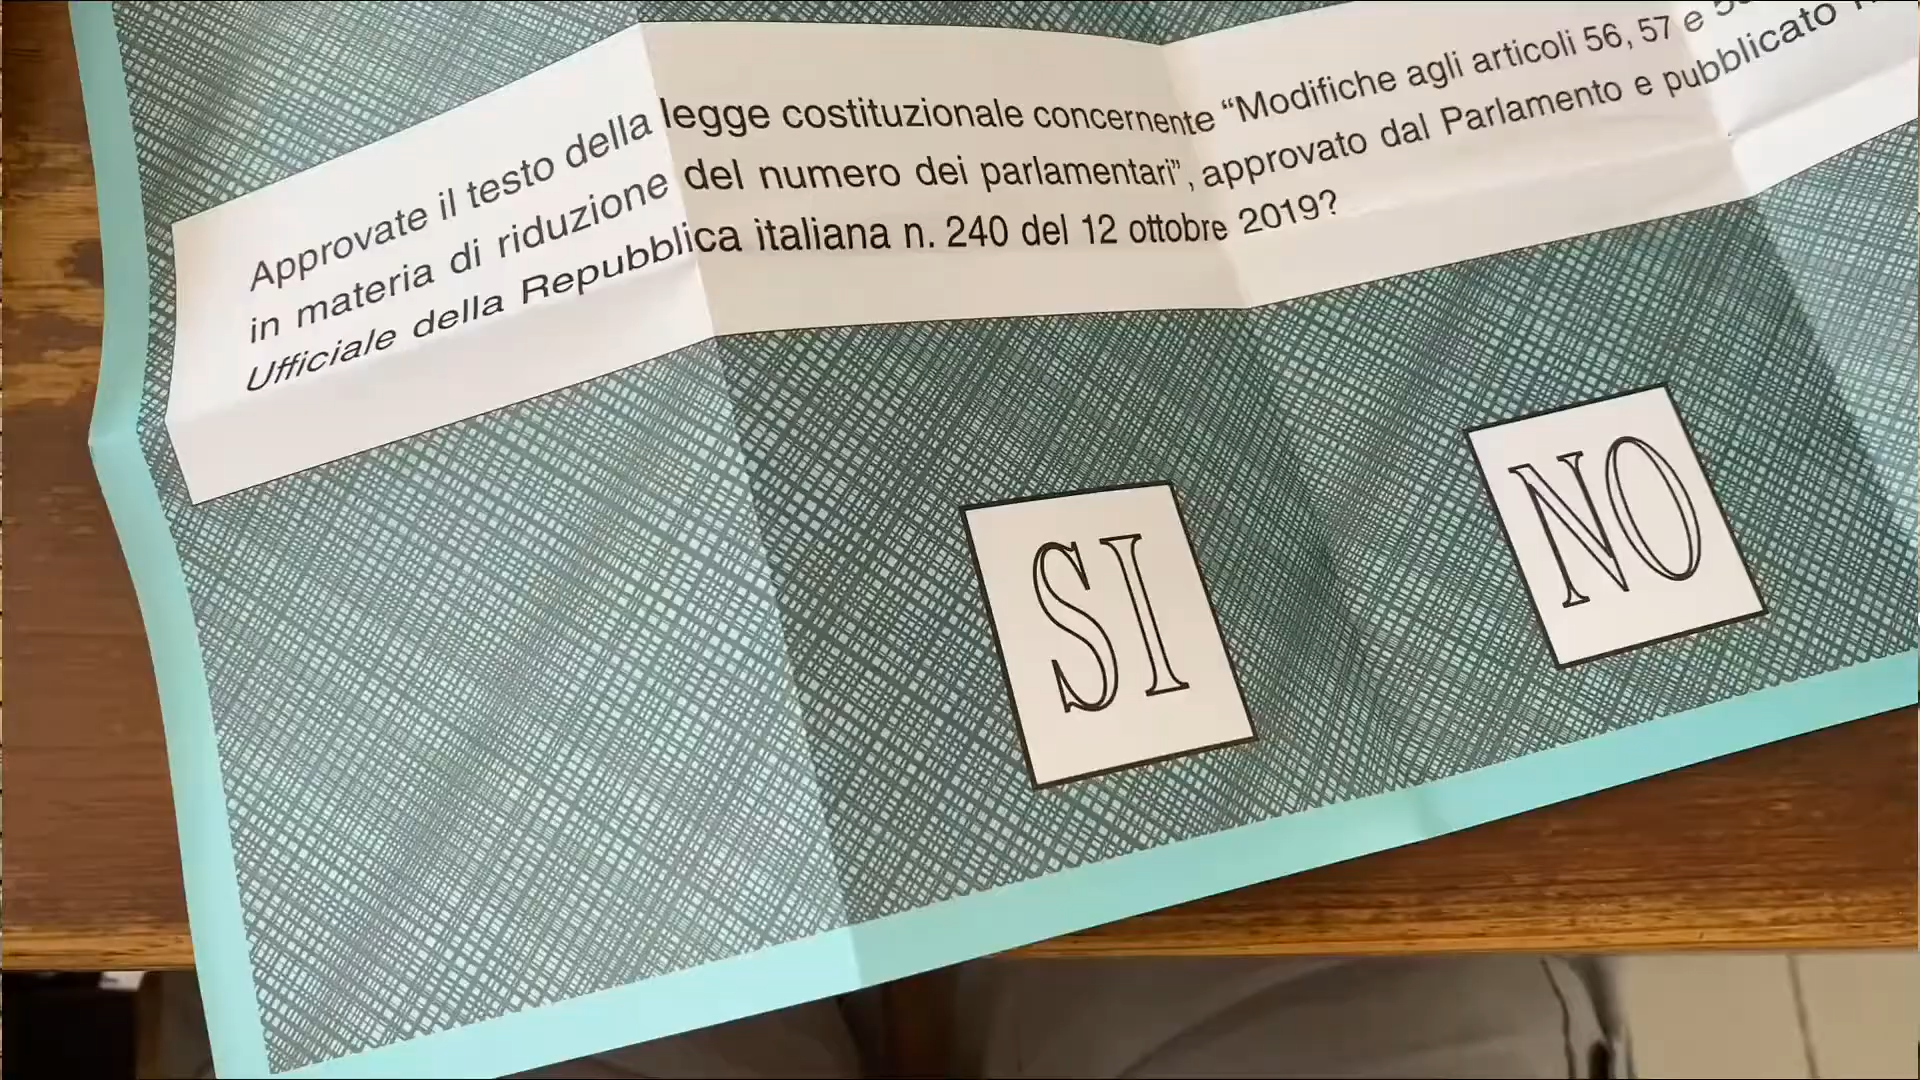 Approvate il testo della legge costituzionale concernente “Modifiche agli articoli 56, 57 e
in materia di riduzione del numero dei parlamentari”, approvato dal Parlamento e pubblicato
Ufficiale della Repubblica italiana n. 240 del 12 ottobre 2019?
SI
NO